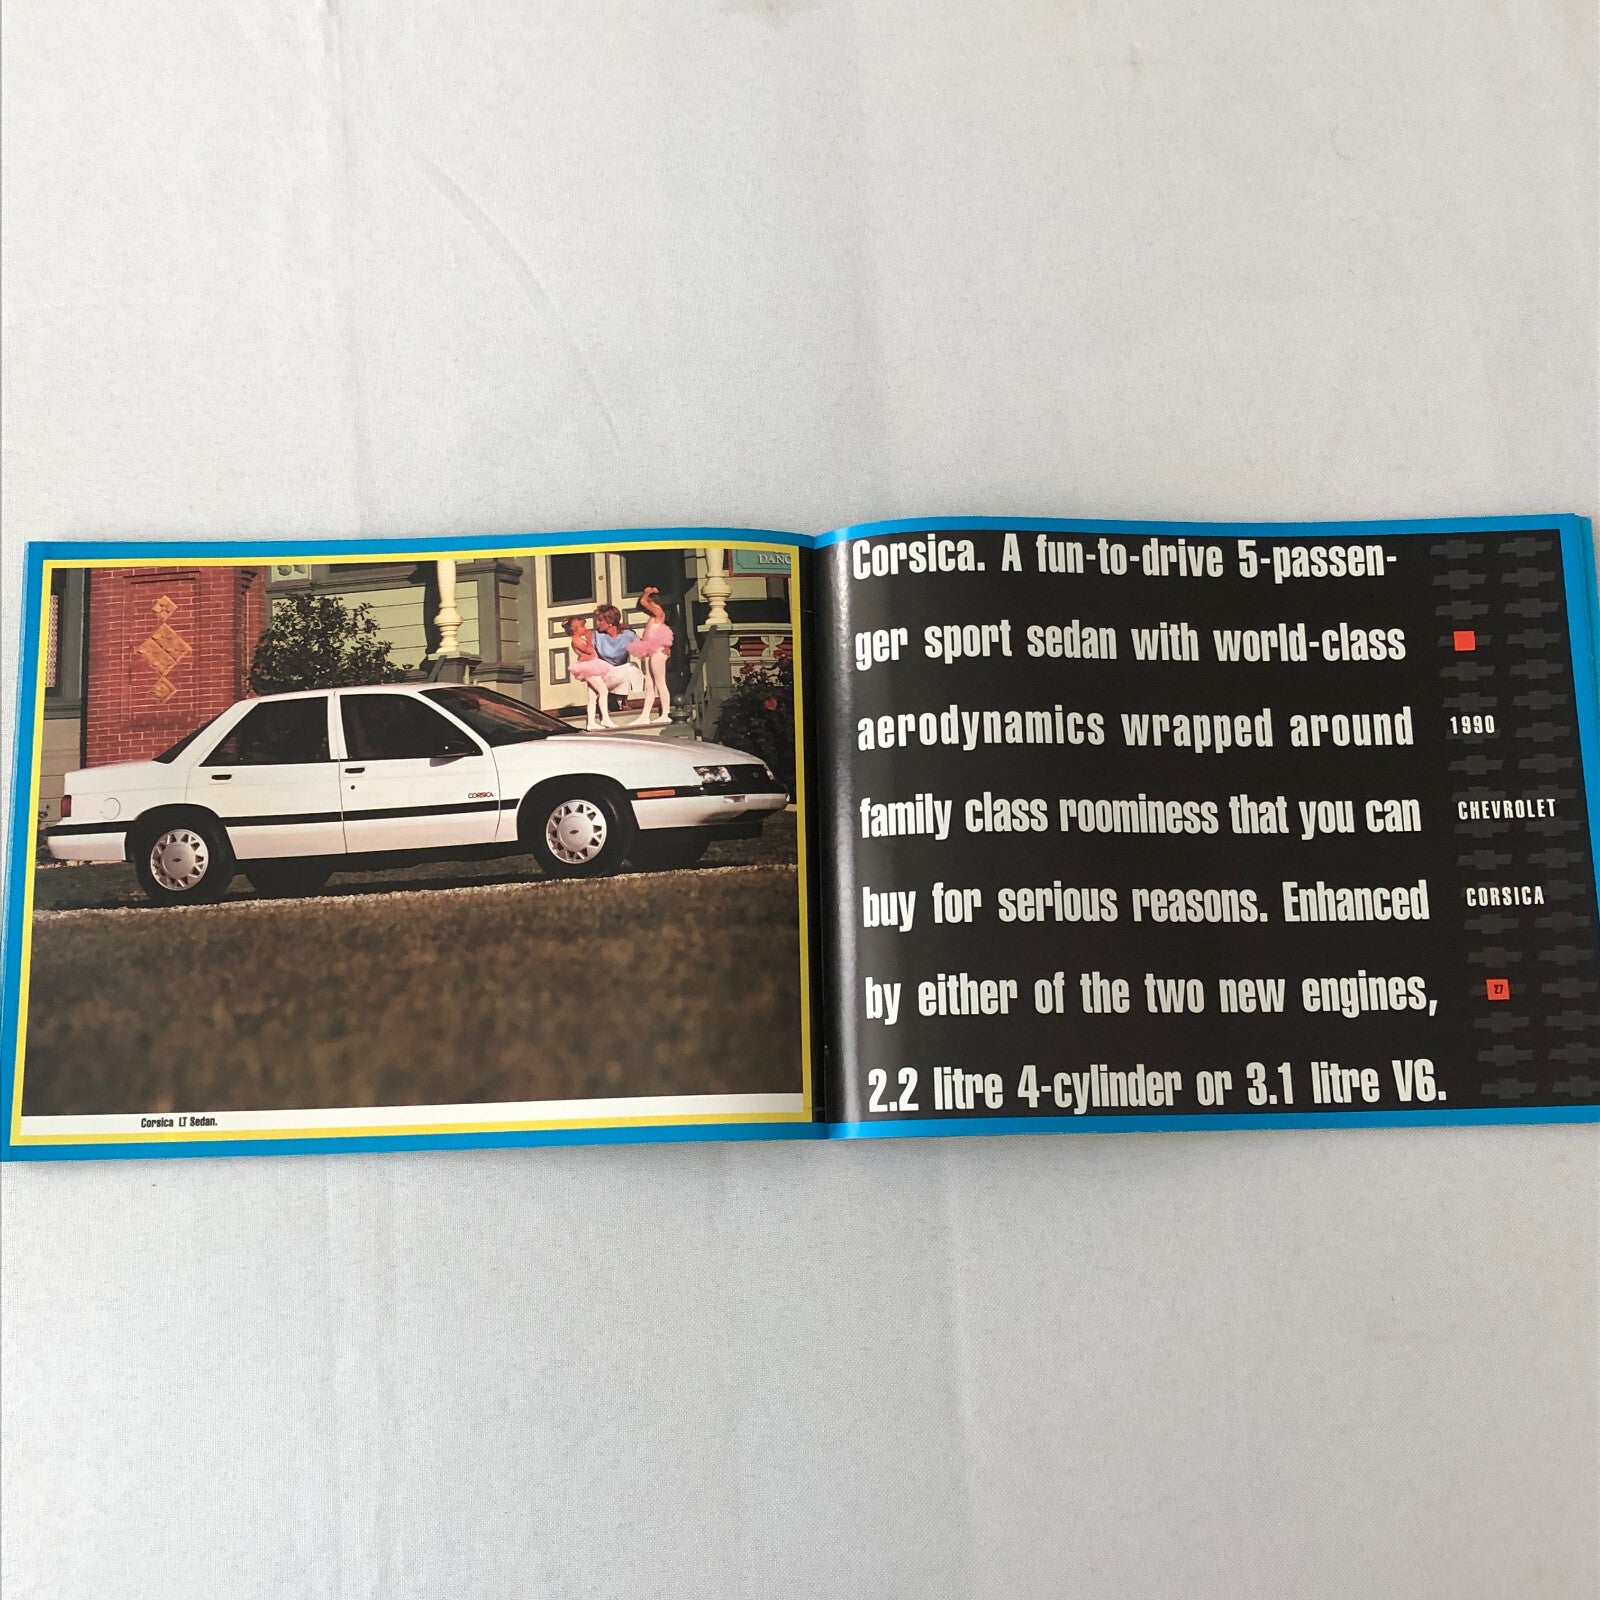 DANC
CORSICA
Corsica LT Sedan.
Corsica. A fun-to-drive 5-passen-
ger sport sedan with world-class
aerodynamics wrapped around
family class roominess that you can
buy for serious reasons. Enhanced
by either of the two new engines,
2.2 litre 4-cylinder or 3.1 litre V6.
1990
CHEVROLET
CORSICA
27